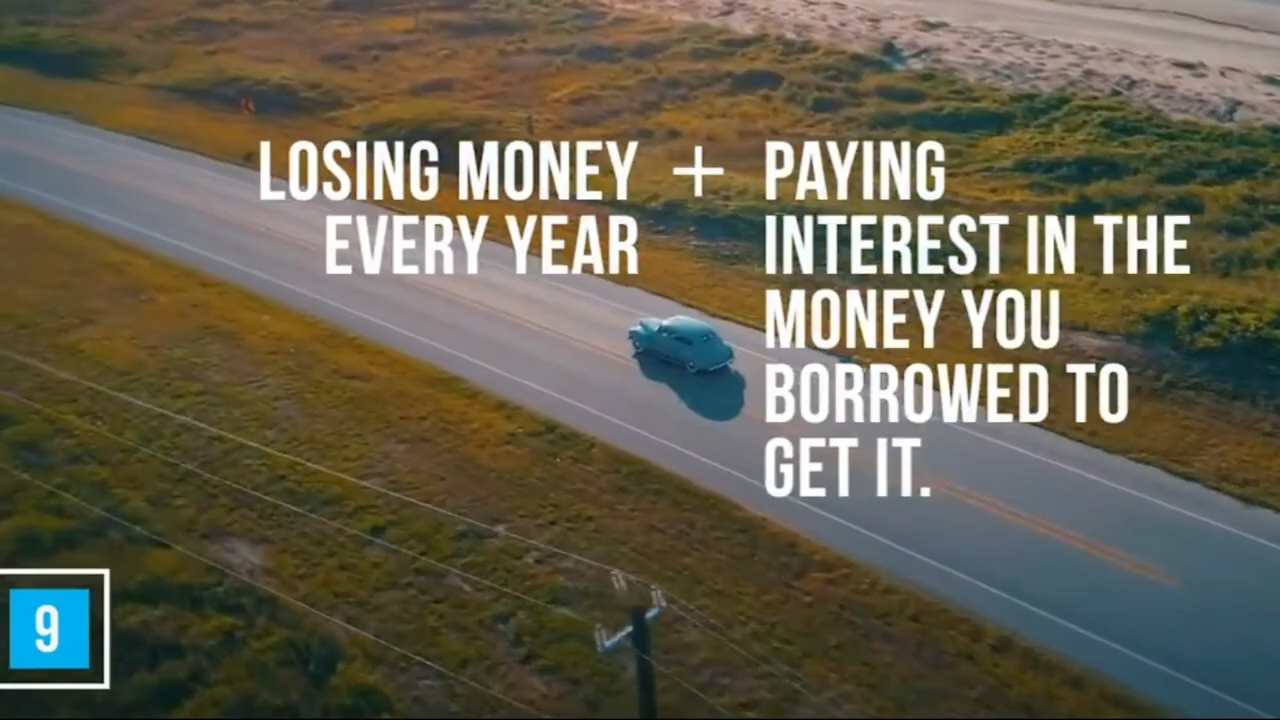 LOSING MONEY + PAYING
EVERY YEAR INTEREST IN THE
MONEY YOU
BORROWED TO
GET IT.
9